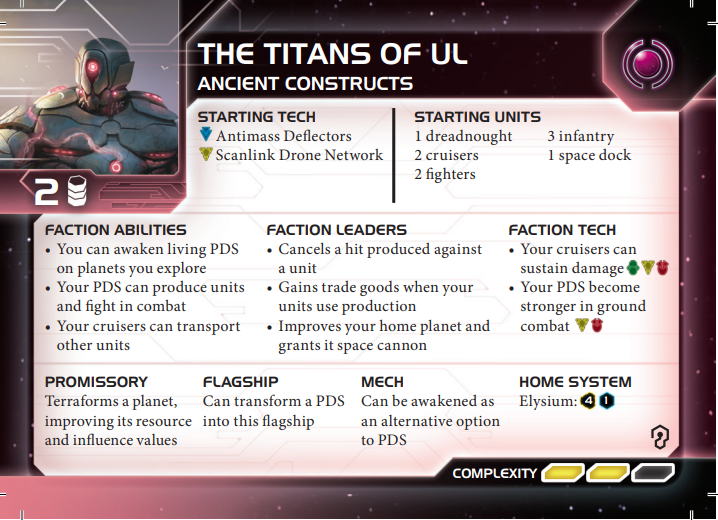 THE TITANS OF UL
ANCIENT CONSTRUCTS
2
STARTING TECH
Antimass Deflectors
Scanlink Drone Network
STARTING UNITS
1 dreadnought
2 cruisers
2 fighters
3 infantry
1 space dock
FACTION ABILITIES
• You can awaken living PDS
on planets you explore
• Your PDS can produce units
and fight in combat
• Your cruisers can transport
other units
FACTION LEADERS
• Cancels a hit produced against
a unit
• Gains trade goods when your
units use production
• Improves your home planet and
grants it space cannon
FACTION TECH
• Your cruisers can
sustain damage
• Your PDS become
stronger in ground
combat
PROMISSORY
Terraforms a planet,
improving its resource
and influence values
FLAGSHIP
Can transform a PDS
into this flagship
MECH
Can be awakened as
an alternative option
to PDS
HOME SYSTEM
Elysium: 4 1
COMPLEXITY